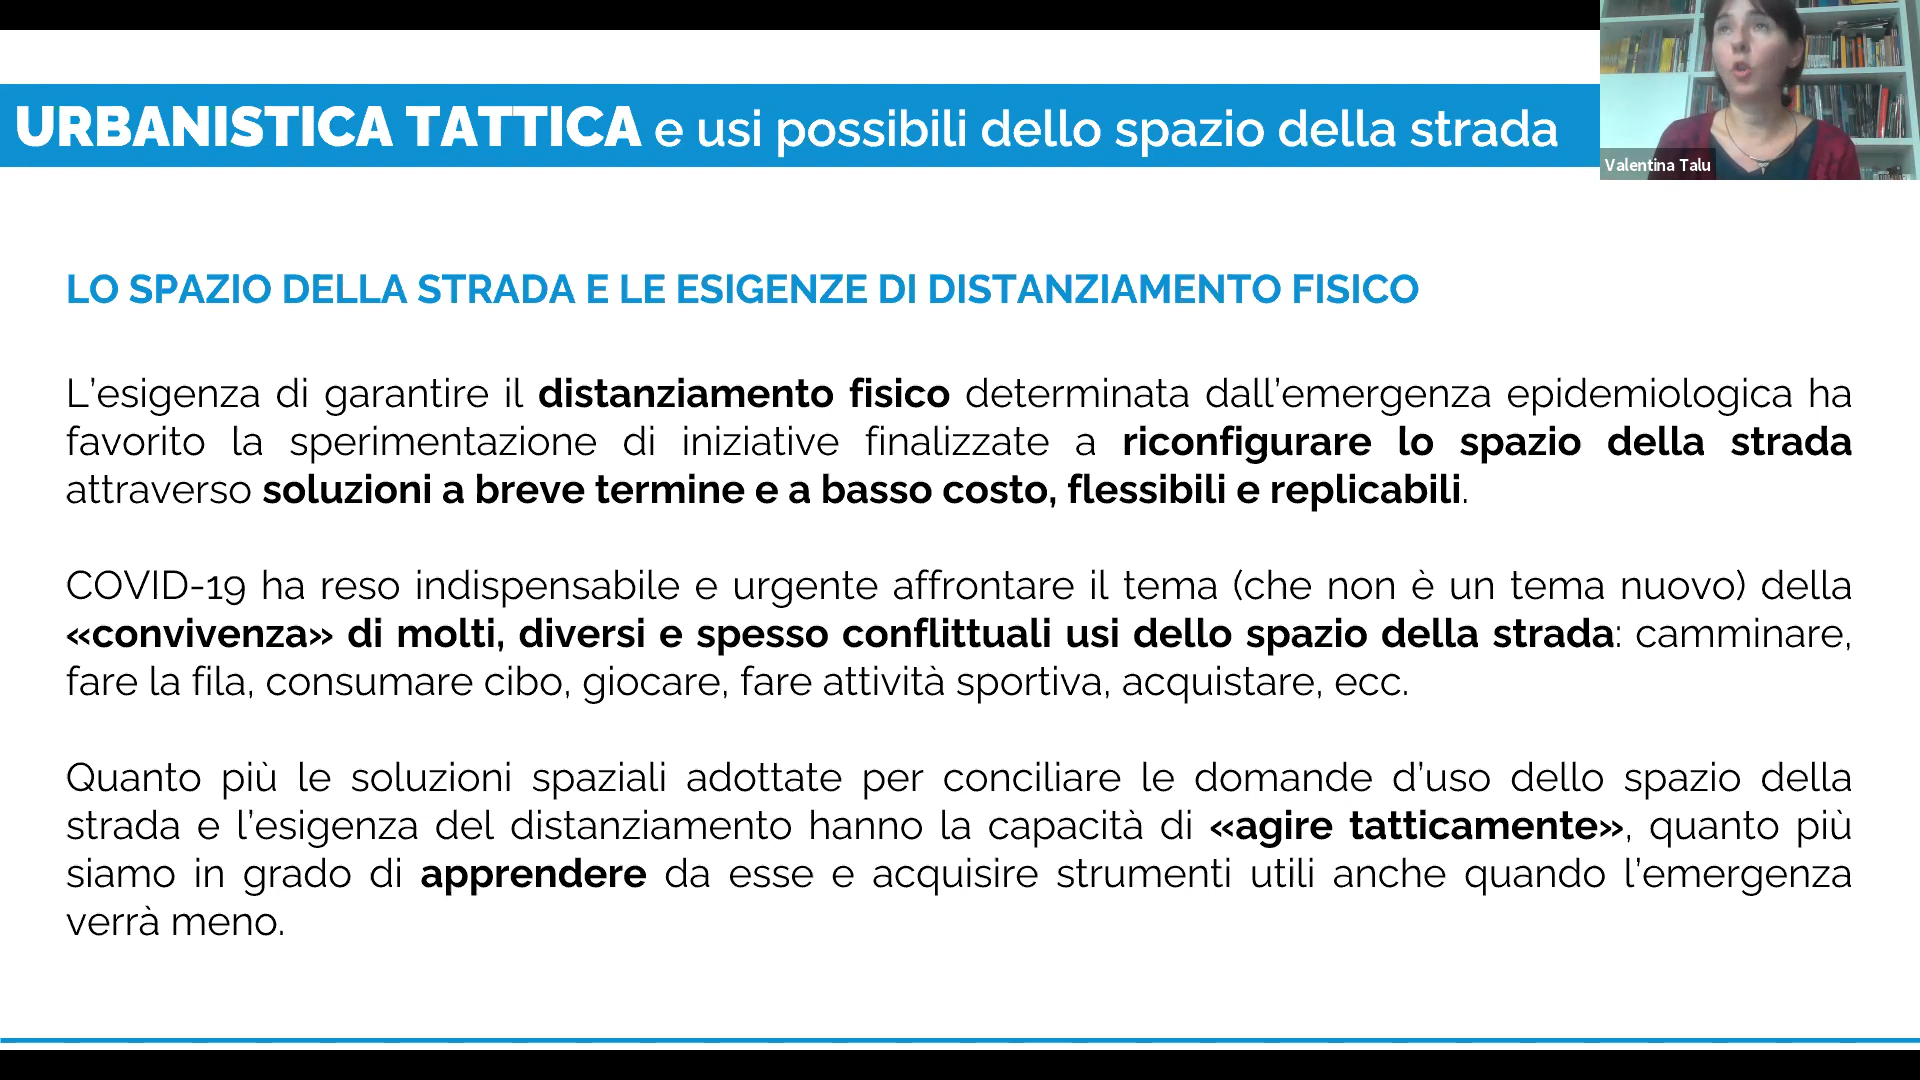 URBANISTICA TATTICA e usi possibili dello spazio della strada
Valentina Talu
LO SPAZIO DELLA STRADA E LE ESIGENZE DI DISTANZIAMENTO FISICO
L’esigenza di garantire il distanziamento fisico determinata dall’emergenza epidemiologica ha
favorito la sperimentazione di iniziative finalizzate a riconfigurare lo spazio della strada
attraverso soluzioni a breve termine e a basso costo, flessibili e replicabili.
COVID-19 ha reso indispensabile e urgente affrontare il tema (che non è un tema nuovo) della
«convivenza» di molti, diversi e spesso conflittuali usi dello spazio della strada: camminare,
fare la fila, consumare cibo, giocare, fare attività sportiva, acquistare, ecc.
Quanto più le soluzioni spaziali adottate per conciliare le domande d’uso dello spazio della
strada e l’esigenza del distanziamento hanno la capacità di «agire tatticamente», quanto più
siamo in grado di apprendere da esse e acquisire strumenti utili anche quando l’emergenza
verrà meno.